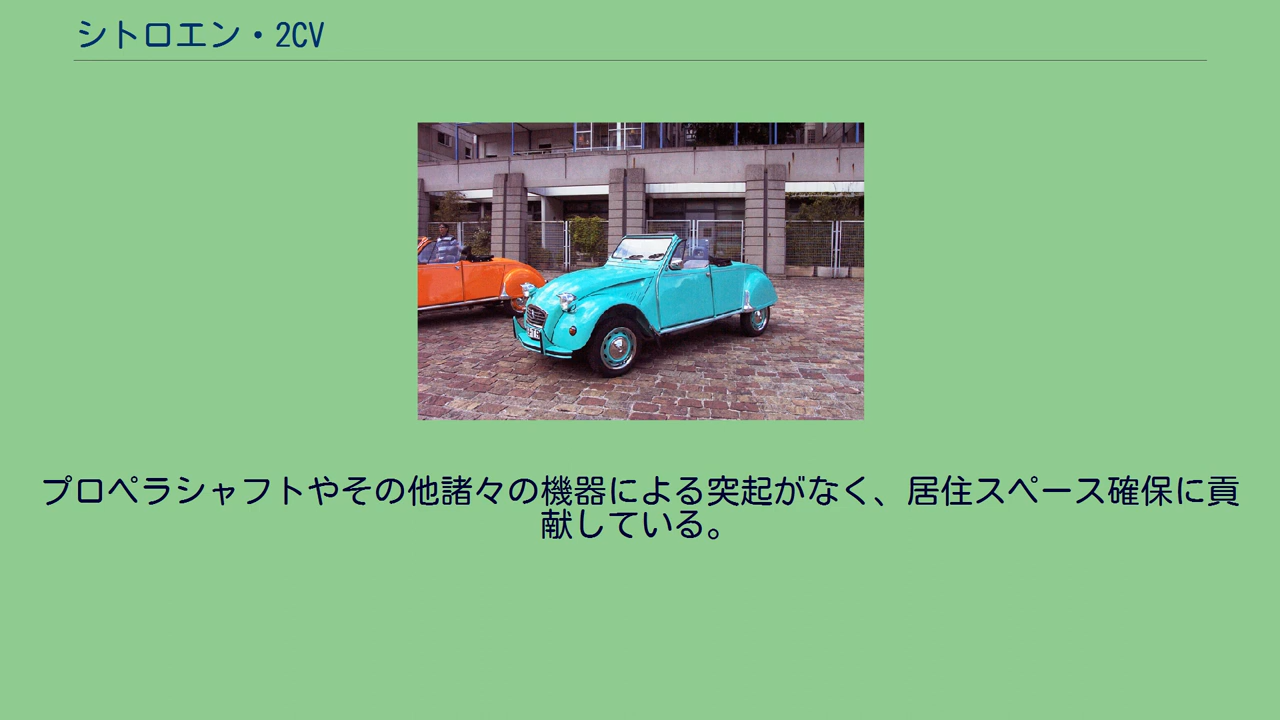 シトロエン・2CV
プロペラシャフトやその他諸々の機器による突起がなく、居住スペース確保に貢
献している。